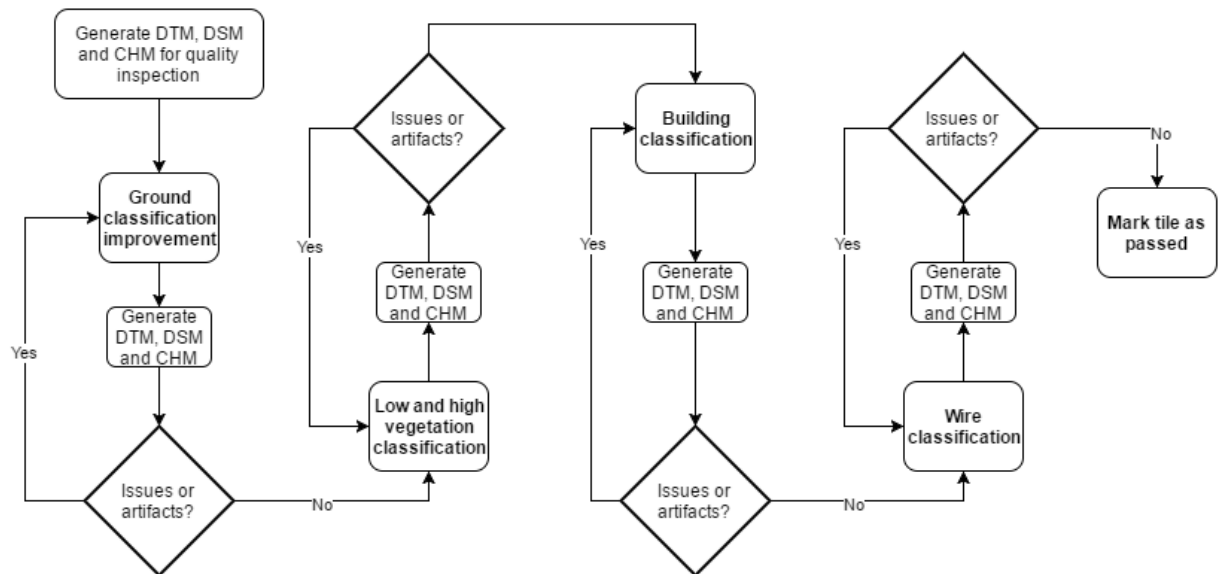 Generate DTM, DSM
and CHM for quality
inspection
Ground
classification
improvement
Generate
DTM, DSM
and CHM
Issues or
artifacts?
Yes
No
Low and high
vegetation
classification
Generate
DTM, DSM
and CHM
Issues or
artifacts?
Yes
Building
classification
Generate
DTM, DSM
and CHM
Issues or
artifacts?
Yes
No
Wire
classification
Generate
DTM, DSM
and CHM
Issues or
artifacts?
Yes
No
Mark tile as
passed